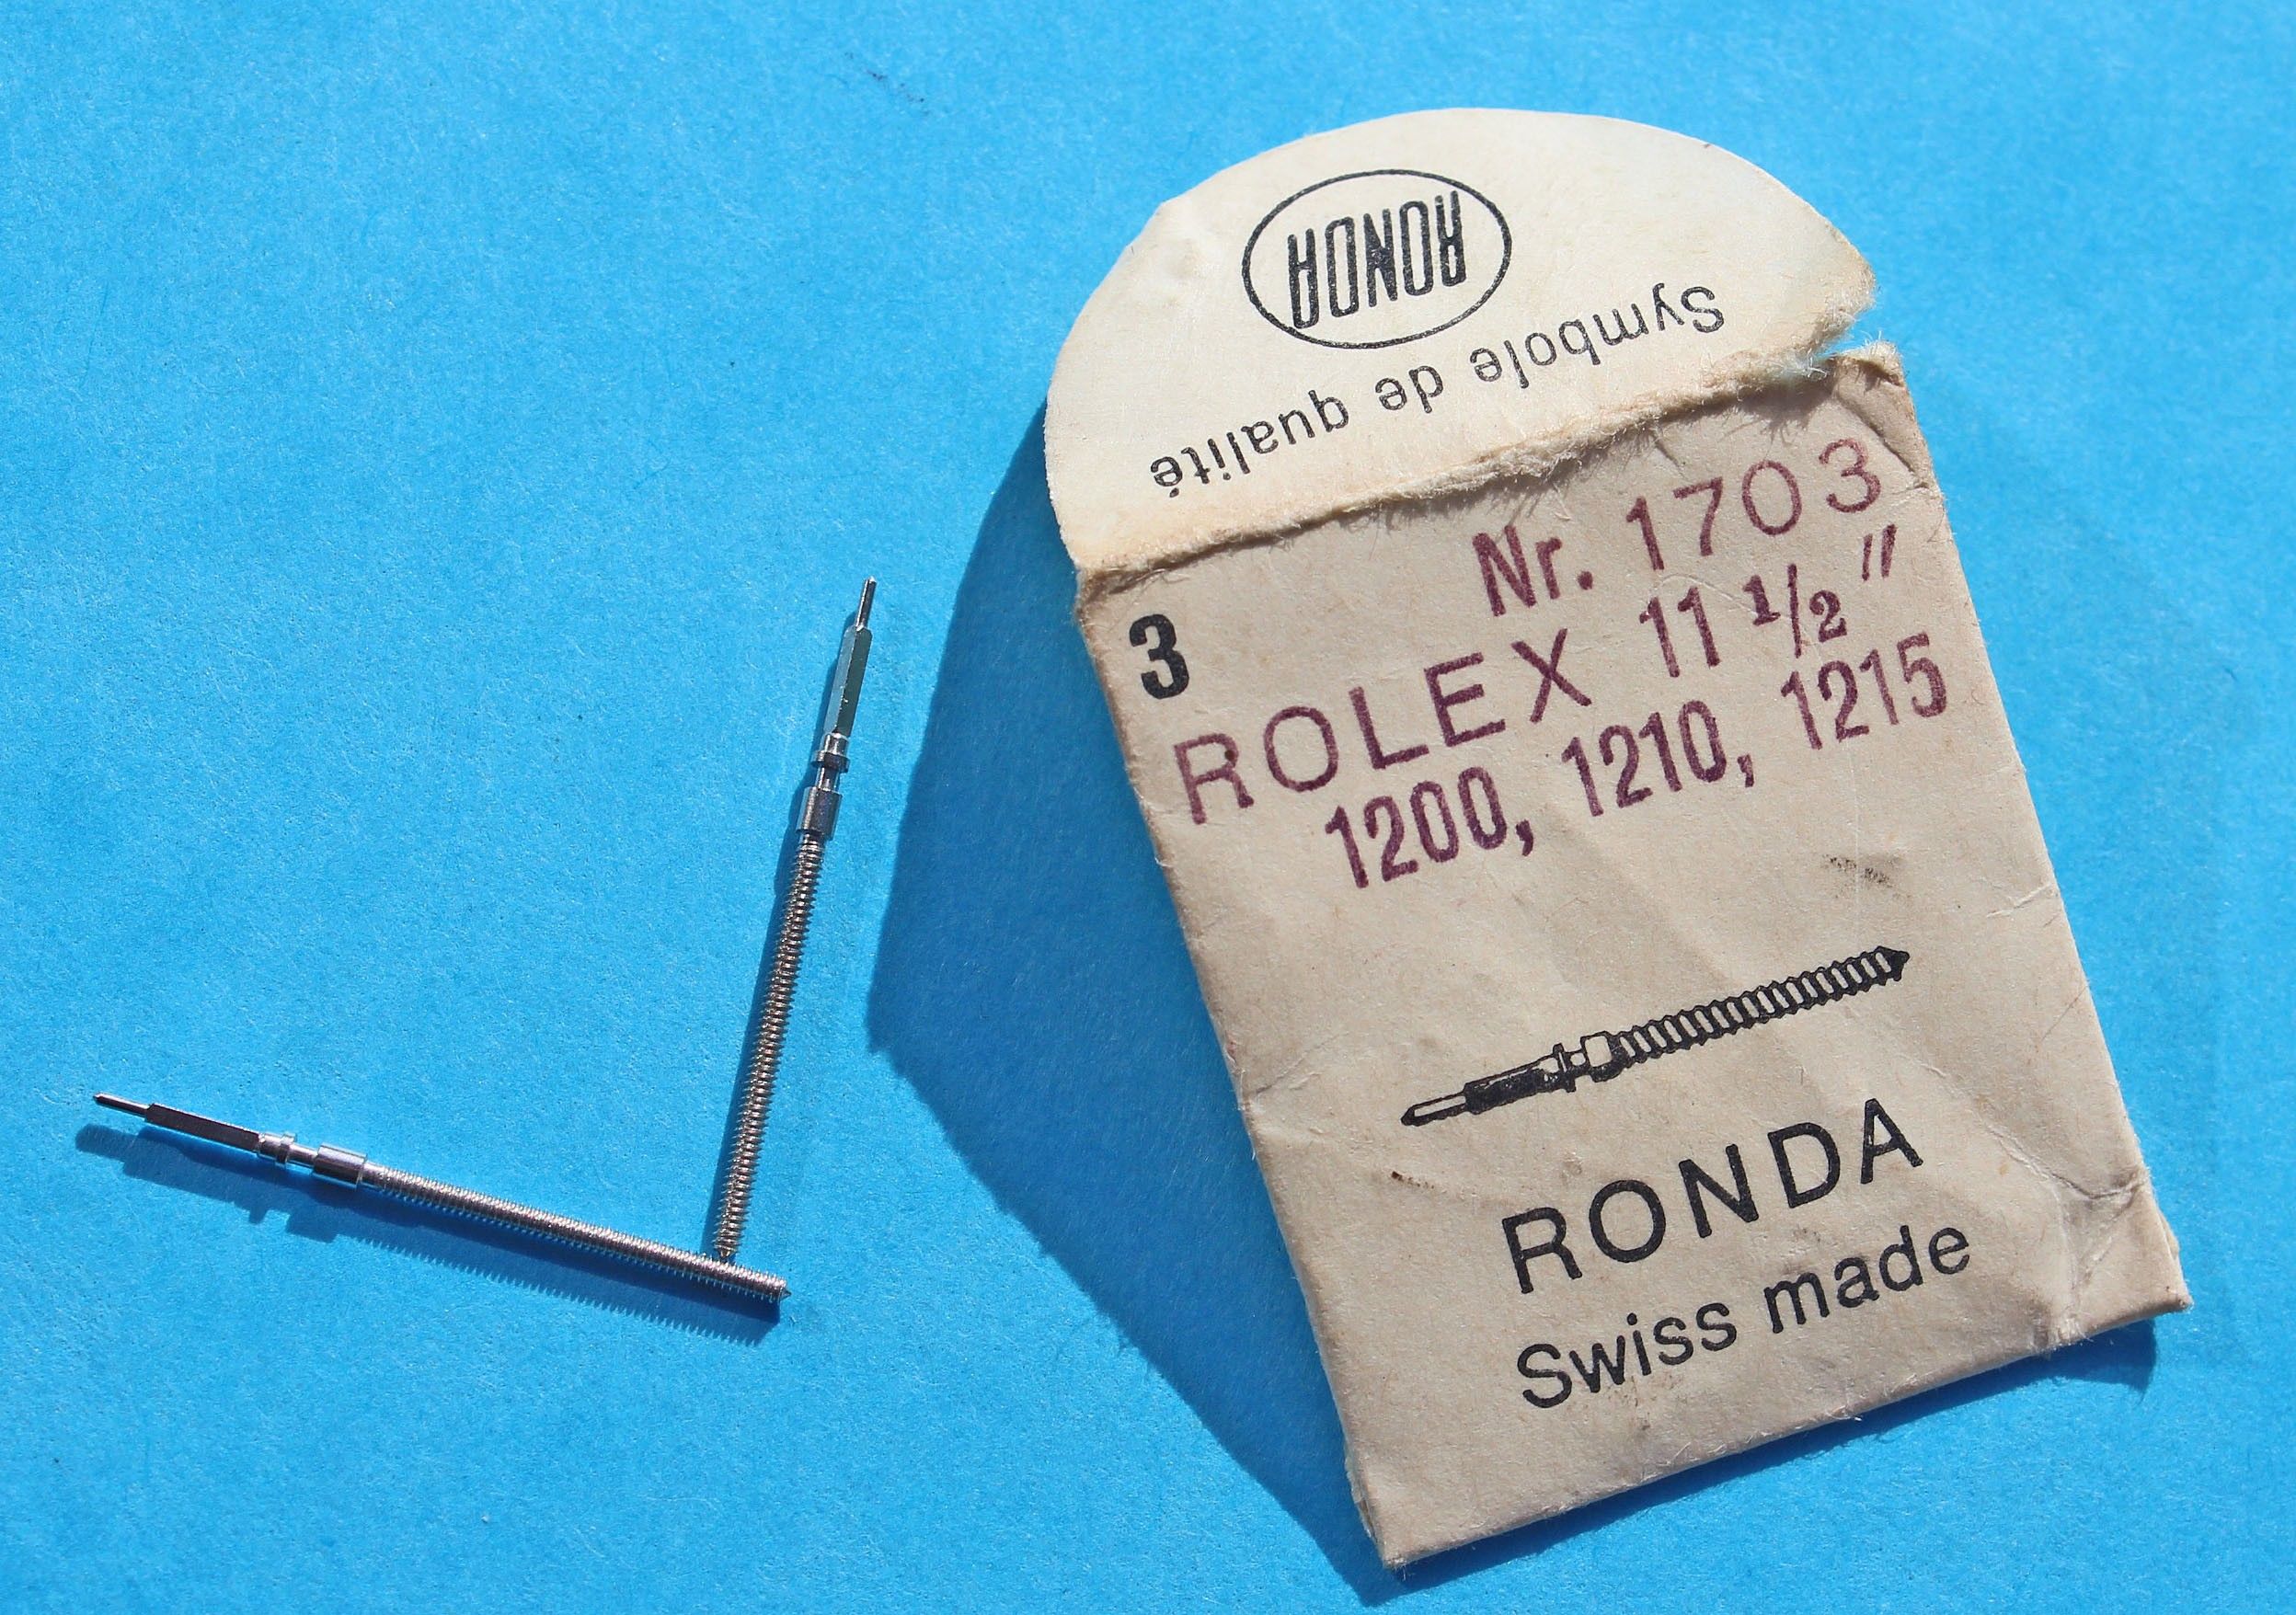 RONDA
Symbole de qualité
Nr. 1703
3
ROLEX 11 1/2 "
1200, 1210, 1215
RONDA
Swiss made